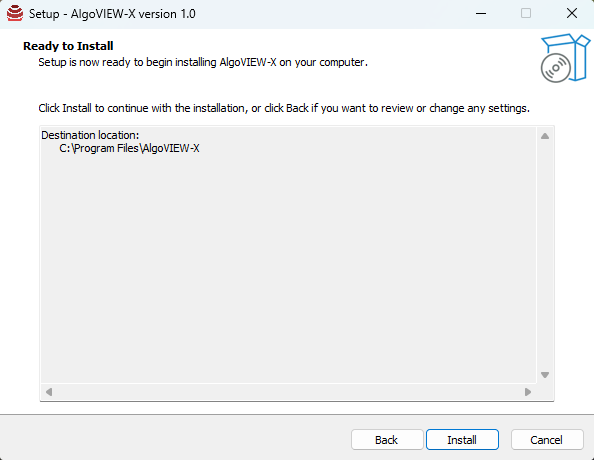 Setup - AlgoVIEW-X version 1.0
Ready to Install
Setup is now ready to begin installing AlgoVIEW-X on your computer.
Click Install to continue with the installation, or click Back if you want to review or change any settings.
Destination location:
C:\Program Files\AlgoVIEW-X
Back
Install
Cancel